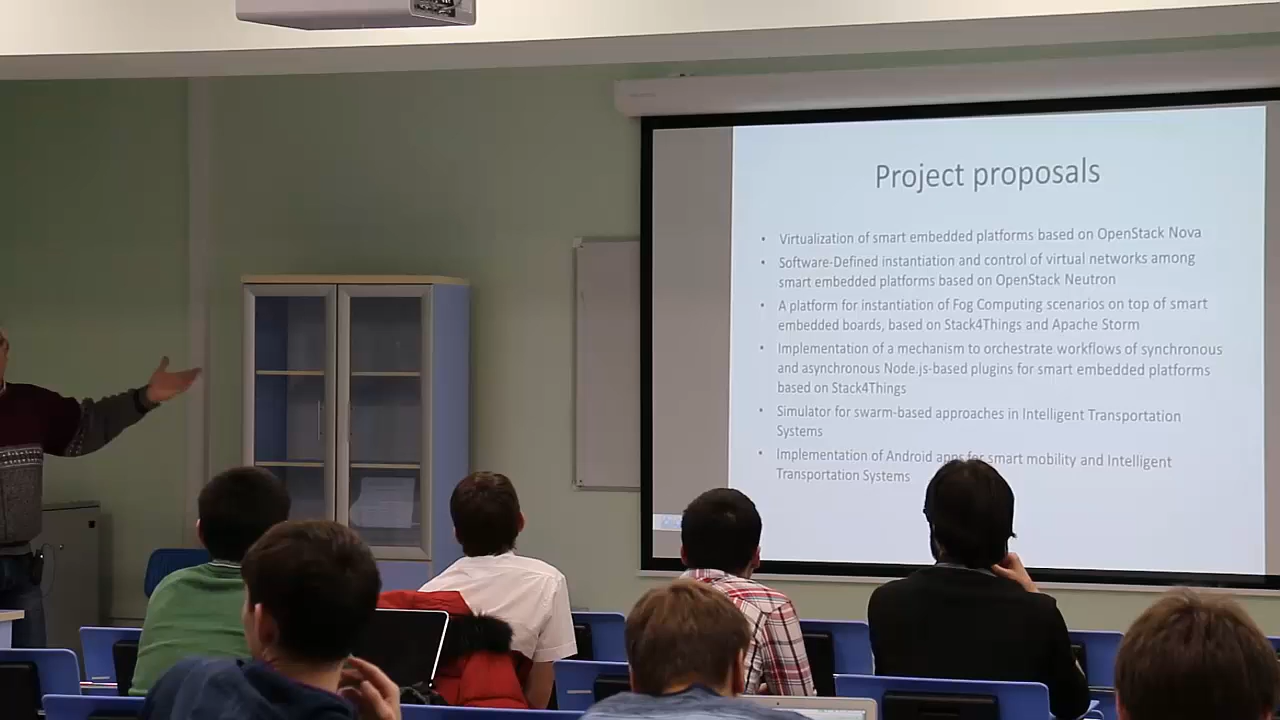 Project proposals
• Virtualization of smart embedded platforms based on OpenStack Nova
• Software-Defined instantiation and control of virtual networks among
smart embedded platforms based on OpenStack Neutron
• A platform for instantiation of Fog Computing scenarios on top of smart
embedded boards, based on Stack4Things and Apache Storm
• Implementation of a mechanism to orchestrate workflows of synchronous
and asynchronous Node.js-based plugins for smart embedded platforms
based on Stack4Things
• Simulator for swarm-based approaches in Intelligent Transportation
Systems
• Implementation of Android apps for smart mobility and Intelligent
Transportation Systems